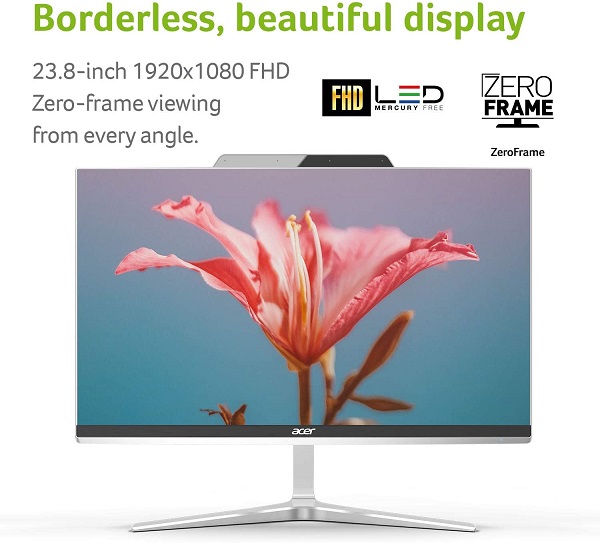 Borderless, beautiful display
23.8-inch 1920x1080 FHD
Zero-frame viewing
from every angle.
FHD LED
MERCURY FREE
ZERO
FRAME
ZeroFrame
acer